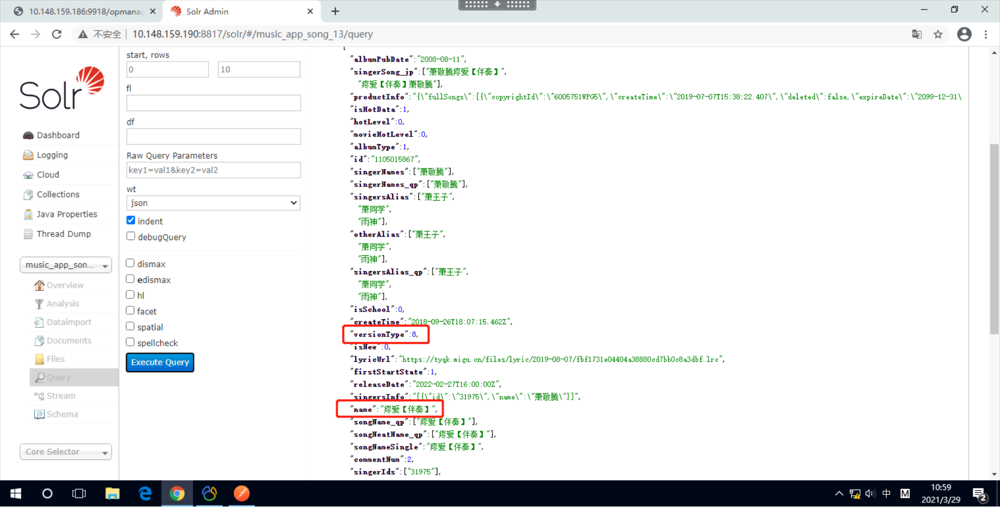 10.148.159.186:9918/opmana
Solr Admin
不安全
10.148.159.190:8817/solr/#/music_app_song_13/query
Solr
Dashboard
Logging
Cloud
Collections
Java Properties
Thread Dump
music_app_son...
Overview
Analysis
Dataimport
Documents
Files
Query
Stream
Schema
Core Selector
start, rows
0
10
fl
df
Raw Query Parameters
key1=val1&key2=val2
wt
json
indent
debugQuery
dismax
edismax
hl
facet
spatial
spellcheck
Execute Query
"albumPubDate":"2008-08-11",
"singerSong_jp":["萧敬腾疼爱【伴奏】",
"疼爱【伴奏】萧敬腾"],
"productInfo":"{\"fullSongs\":[{\"copyrightId\":\"6005751WPG5\",\"createTime\":\"2019-07-07T15:38:22.407\",\"deleted\":false,\"expireDate\":\"2099-12-31\
"isHotData":1,
"hotLevel":0,
"movieHotLevel":0,
"albumType":1,
"id":"1105015867",
"singerNames":["萧敬腾"],
"singerNames_qp":["萧敬腾"],
"singersAlias":["萧王子",
"萧同学",
"雨神"],
"otherAlias":["萧王子",
"萧同学",
"雨神"],
"singersAlias_qp":["萧王子",
"萧同学",
"雨神"],
"isSchool":0,
"createTime":"2018-09-26T18:07:15.462Z",
"versionType":8,
"isNew":0,
"lyricUrl":"https://tyqk.migu.cn/files/lyric/2019-08-07/fbf1731e04404a38880cd7bb0c8a3dbf.lrc",
"firstStartState":1,
"releaseDate":"2022-02-27T16:00:00Z",
"singersInfo":"[{\"id\":\"31975\",\"name\":\"萧敬腾\"}]",
"name":"疼爱【伴奏】",
"songName_qp":["疼爱【伴奏】"],
"songNeatName_qp":["疼爱【伴奏】"],
"songNameSingle":"疼爱【伴奏】",
"commentNum":2,
"singerIds":["31975"],
中
M
10:59
2021/3/29
2